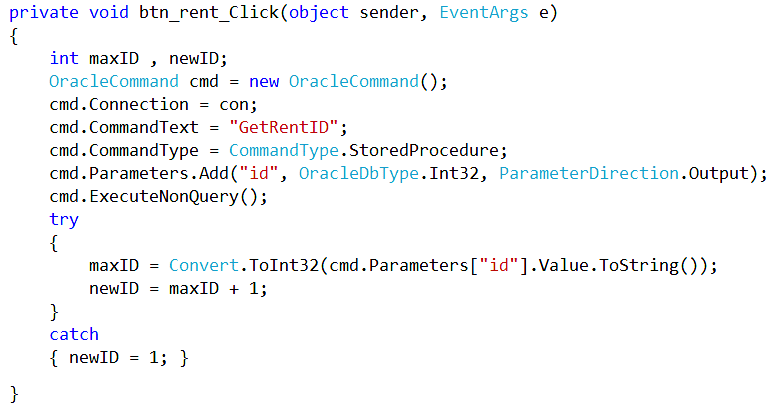 private void btn_rent_Click(object sender, EventArgs e)
{
    int maxID , newID;
    OracleCommand cmd = new OracleCommand();
    cmd.Connection = con;
    cmd.CommandText = "GetRentID";
    cmd.CommandType = CommandType.StoredProcedure;
    cmd.Parameters.Add("id", OracleDbType.Int32, ParameterDirection.Output);
    cmd.ExecuteNonQuery();
    try
    {
        maxID = Convert.ToInt32(cmd.Parameters["id"].Value.ToString());
        newID = maxID + 1;
    }
    catch
    { newID = 1; }
}